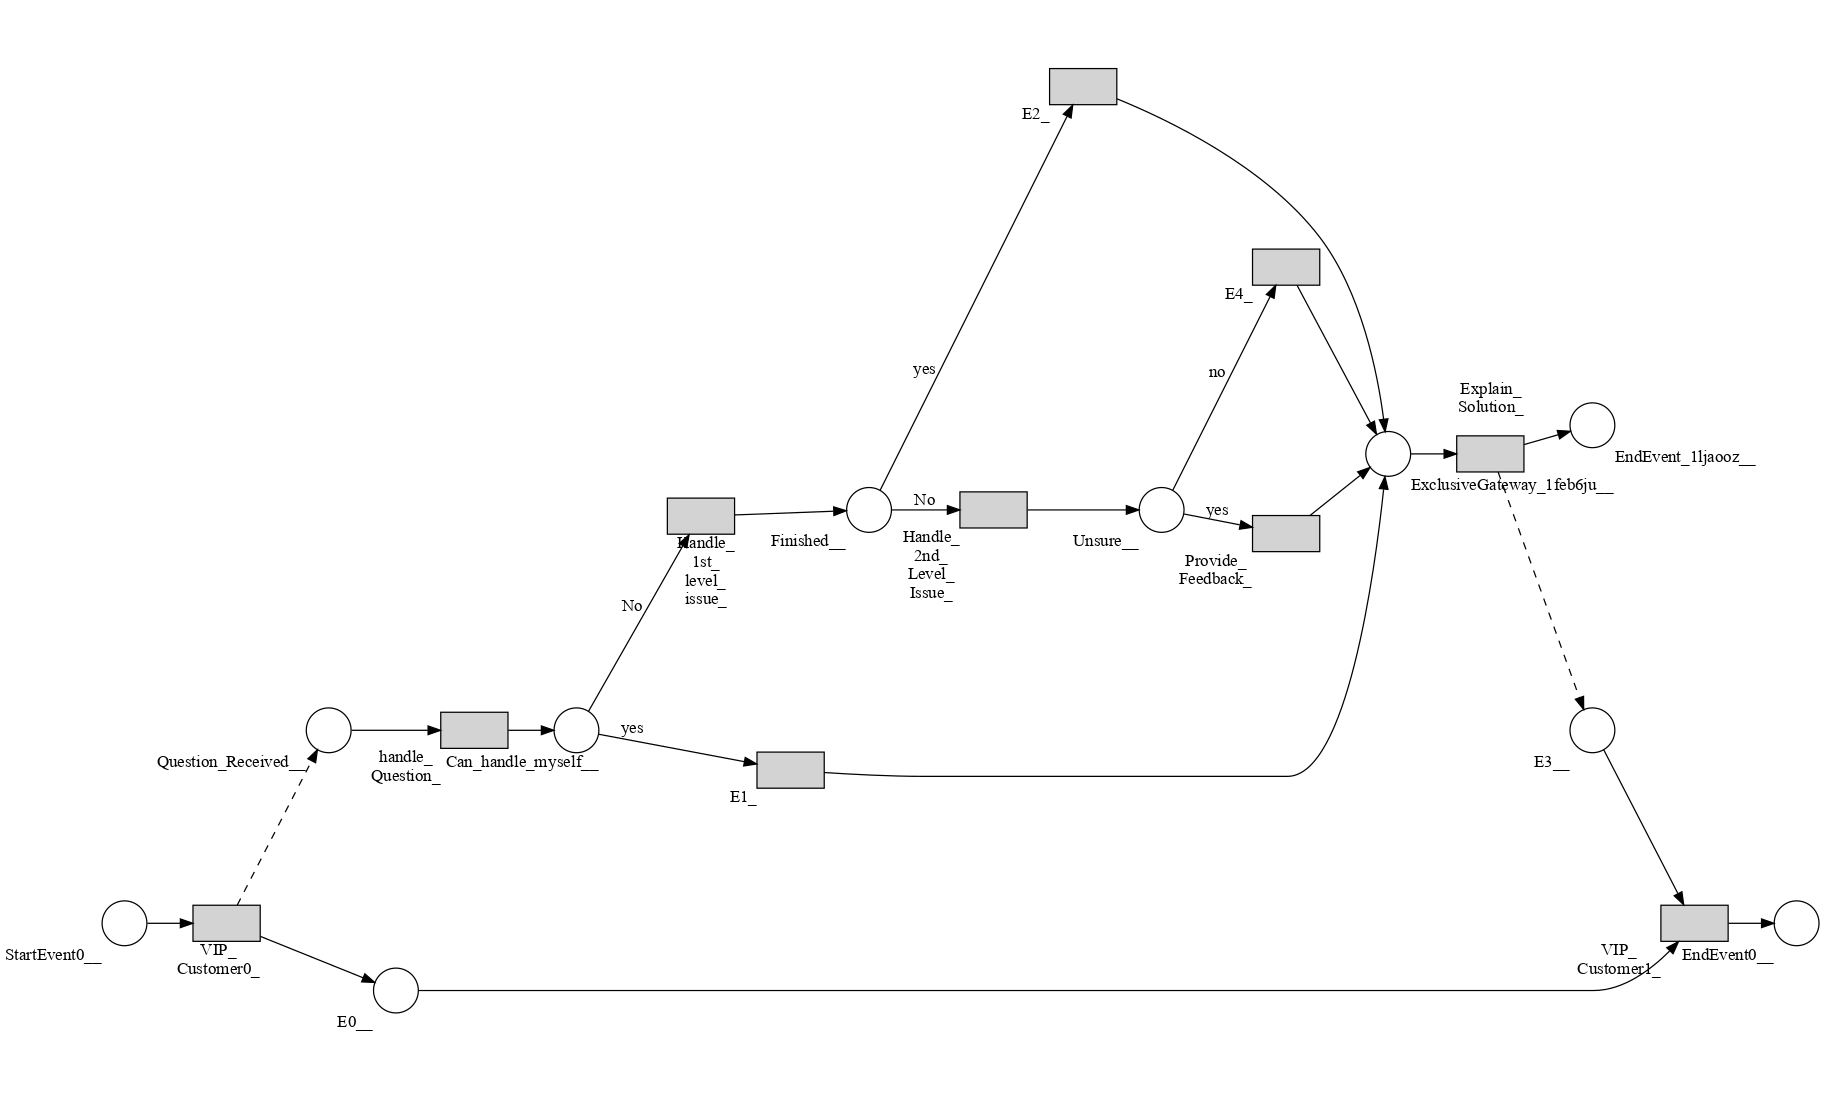 E2_
E4_
yes
no
Explain_
Solution_
EndEvent_1ljaooz__
ExclusiveGateway_1feb6ju__
No
yes
Handle_
1st_
level_
issue_
Finished__
Handle_
2nd_
Level_
Issue_
Unsure__
Provide_
Feedback_
No
yes
Question_Received__
handle_
Question_
Can_handle_myself__
E3__
E1_
StartEvent0__
VIP_
Customer0_
VIP_
Customer1_
EndEvent0__
E0__